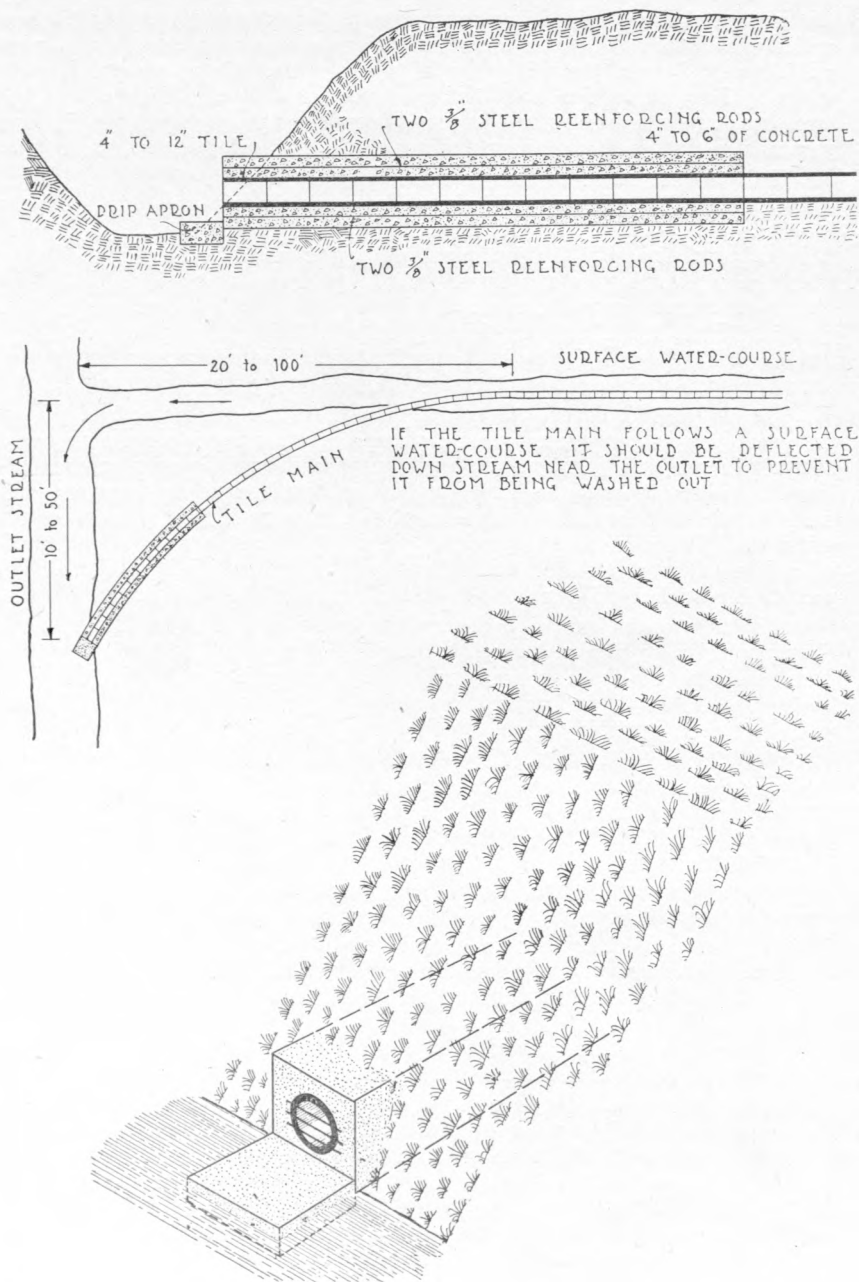 TWO 3/8" STEEL REENFORCING RODS
4" TO 12" TILE
4" TO 6" OF CONCRETE
DRIP APRON
TWO 3/8" STEEL REENFORCING RODS
20' to 100'
SURFACE WATER-COURSE
OUTLET STREAM
10' to 50'
TILE MAIN
IF THE TILE MAIN FOLLOWS A SURFACE
WATER-COURSE IT SHOULD BE DEFLECTED
DOWN STREAM NEAR THE OUTLET TO PREVENT
IT FROM BEING WASHED OUT